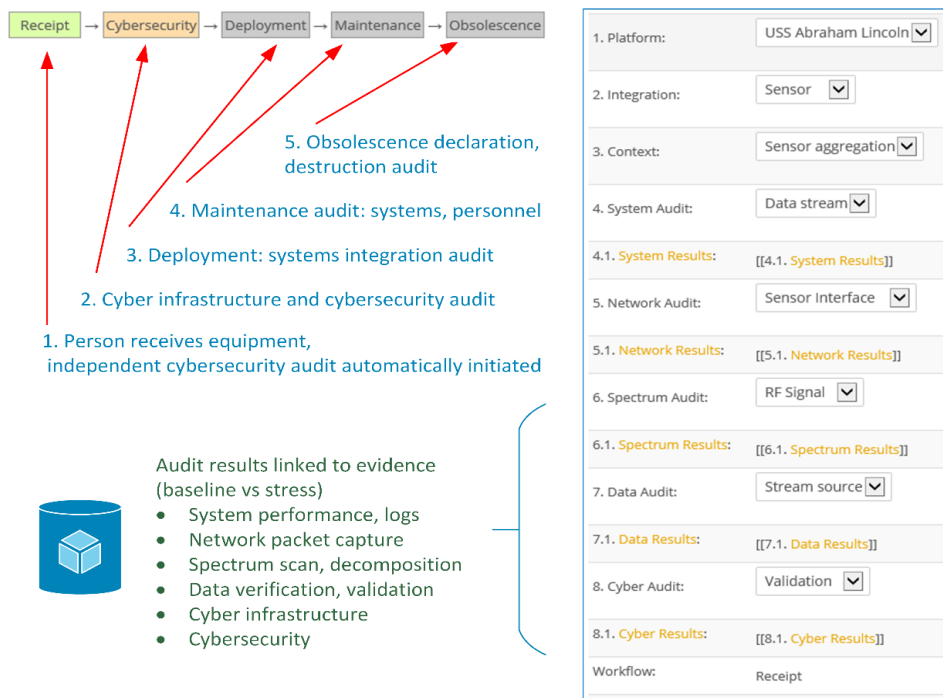 Receipt → Cybersecurity → Deployment → Maintenance → Obsolescence
5. Obsolescence declaration,
destruction audit
4. Maintenance audit: systems, personnel
3. Deployment: systems integration audit
2. Cyber infrastructure and cybersecurity audit
1. Person receives equipment,
independent cybersecurity audit automatically initiated
Audit results linked to evidence
(baseline vs stress)
• System performance, logs
• Network packet capture
• Spectrum scan, decomposition
• Data verification, validation
• Cyber infrastructure
• Cybersecurity
1. Platform: USS Abraham Lincoln
2. Integration: Sensor
3. Context: Sensor aggregation
4. System Audit: Data stream
4.1. System Results: [[4.1. System Results]]
5. Network Audit: Sensor Interface
5.1. Network Results: [[5.1. Network Results]]
6. Spectrum Audit: RF Signal
6.1. Spectrum Results: [[6.1. Spectrum Results]]
7. Data Audit: Stream source
7.1. Data Results: [[7.1. Data Results]]
8. Cyber Audit: Validation
8.1. Cyber Results: [[8.1. Cyber Results]]
Workflow: Receipt